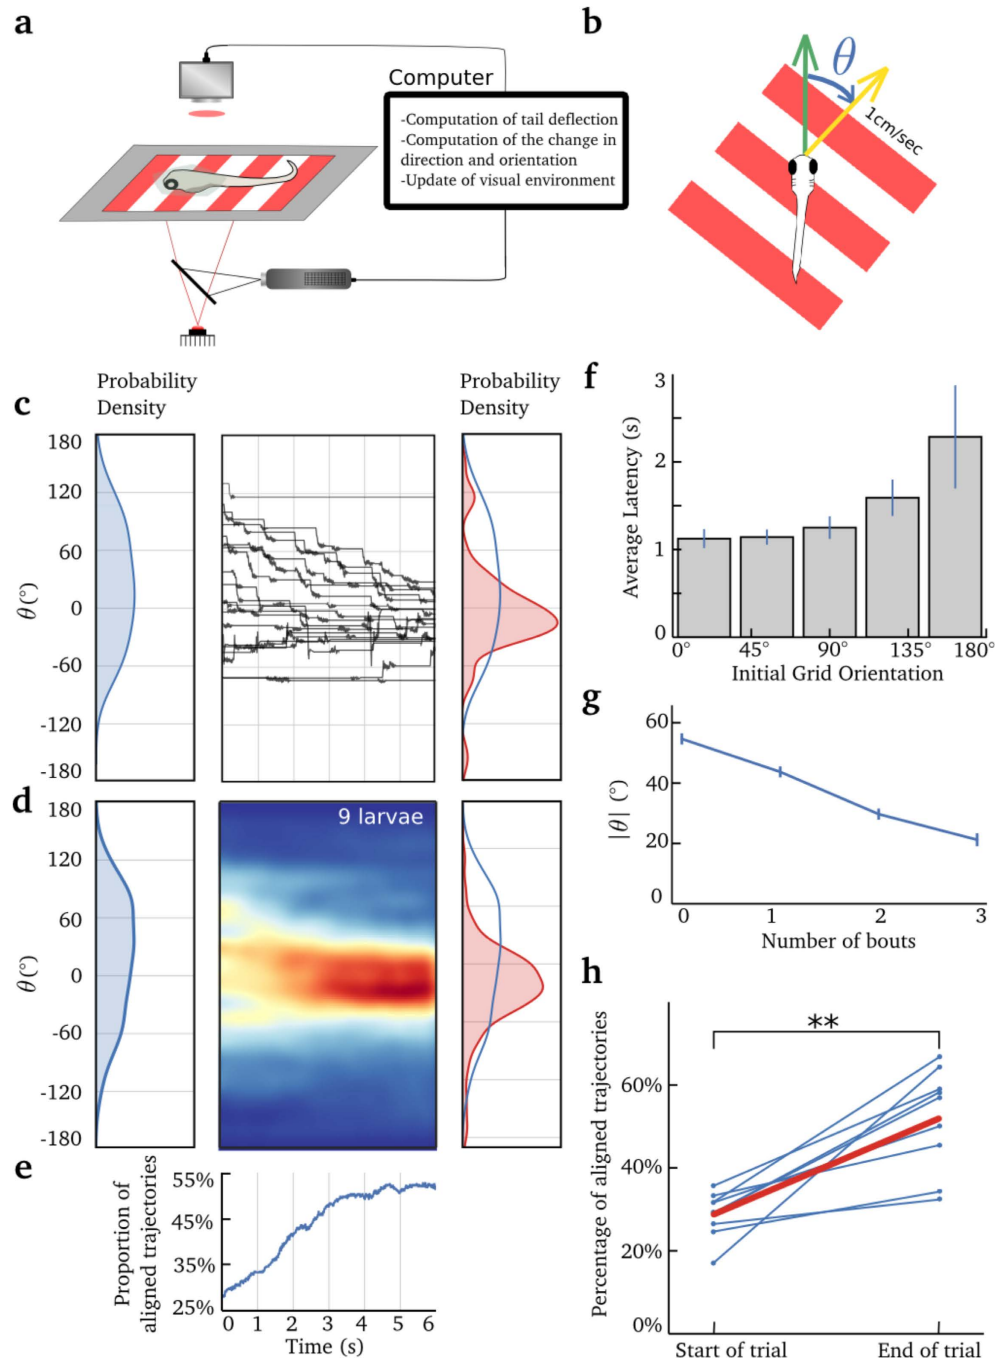 a
Computer
-Computation of tail deflection
-Computation of the change in
direction and orientation
-Update of visual environment
b
θ
1cm/sec
c
Probability
Density
Probability
Density
180
120
60
0
-60
-120
-180
θ(°)
d
9 larvae
180
120
60
0
-60
-120
-180
θ(°)
e
Proportion of
aligned trajectories
55%
45%
35%
25%
0 1 2 3 4 5 6
Time (s)
f
Average Latency (s)
3
2
1
0
0° 45° 90° 135° 180°
Initial Grid Orientation
g
|θ| (°)
60
40
20
0
0 1 2 3
Number of bouts
h
Percentage of aligned trajectories
**
60%
40%
20%
0%
Start of trial End of trial